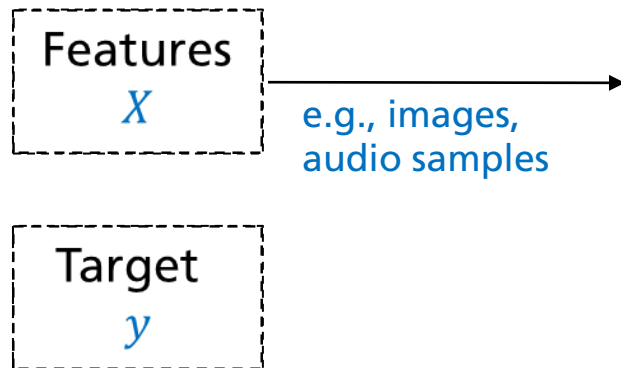 Features
X
e.g., images,
audio samples
Target
y